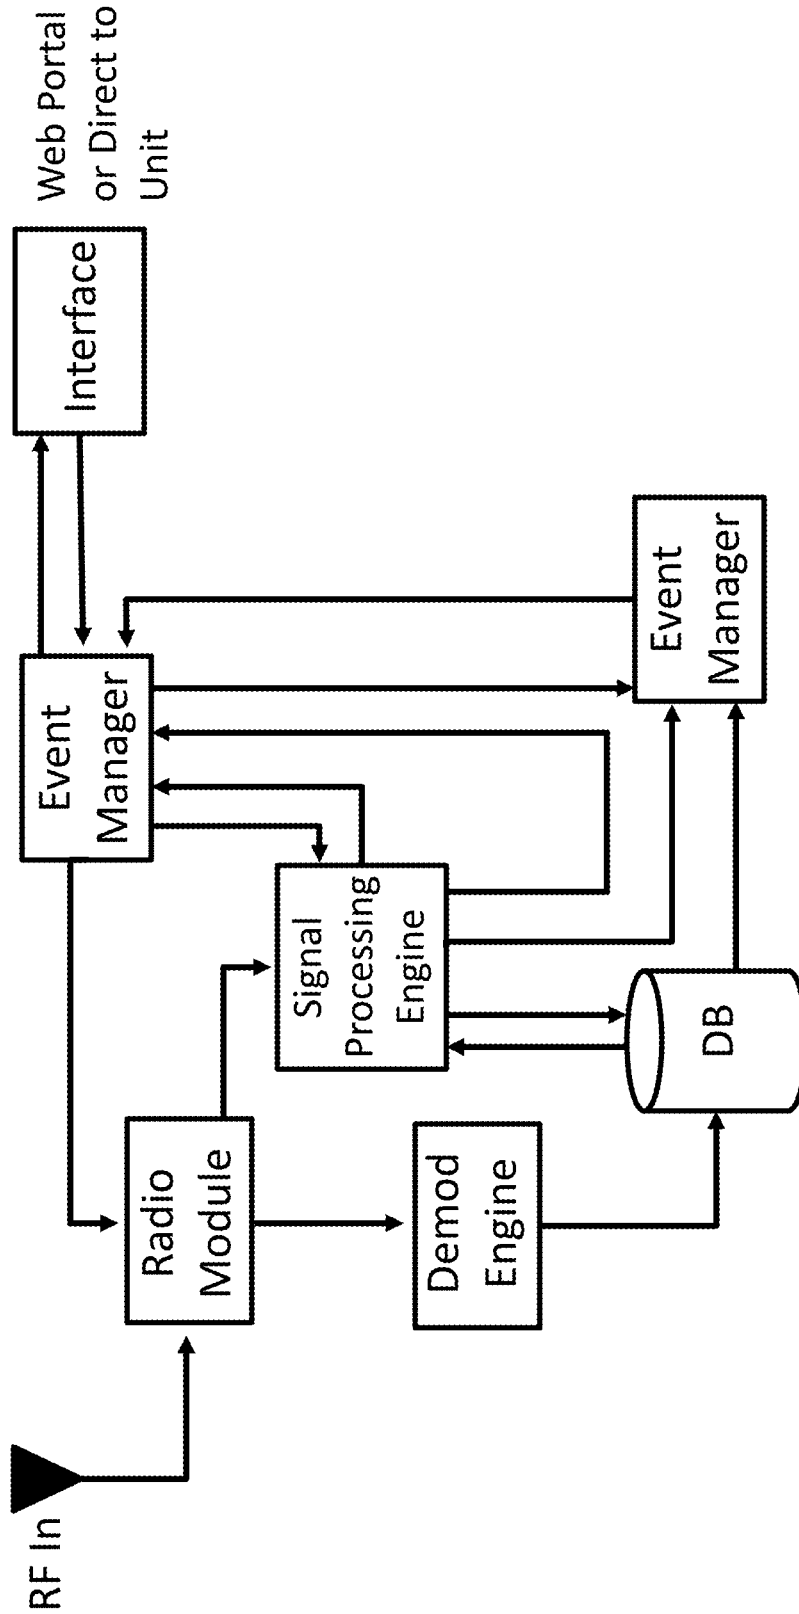 RF In
Radio
Module
Demod
Engine
Signal
Processing
Engine
DB
Event
Manager
Event
Manager
Interface
Web Portal
or Direct to
Unit